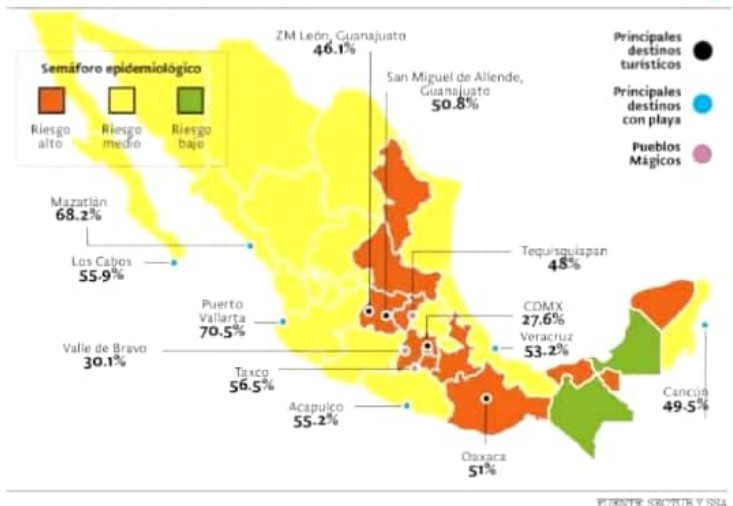 ZM León, Guanajuato
46.1%
San Miguel de Allende,
Guanajuato
50.8%
Principales
destinos
turísticos
Principales
destinos
con playa
Pueblos
Mágicos
Semáforo epidemiológico
Riesgo
alto
Riesgo
medio
Riesgo
bajo
Mazatlán
68.2%
Los Cabos
55.9%
Puerto
Vallarta
70.5%
Valle de Bravo
30.1%
Taxco
56.5%
Acapulco
55.2%
Tequisquiapan
48%
CDMX
27.6%
Veracruz
53.2%
Cancún
49.5%
Oaxaca
51%
FUENTE: SECTUR Y SSA